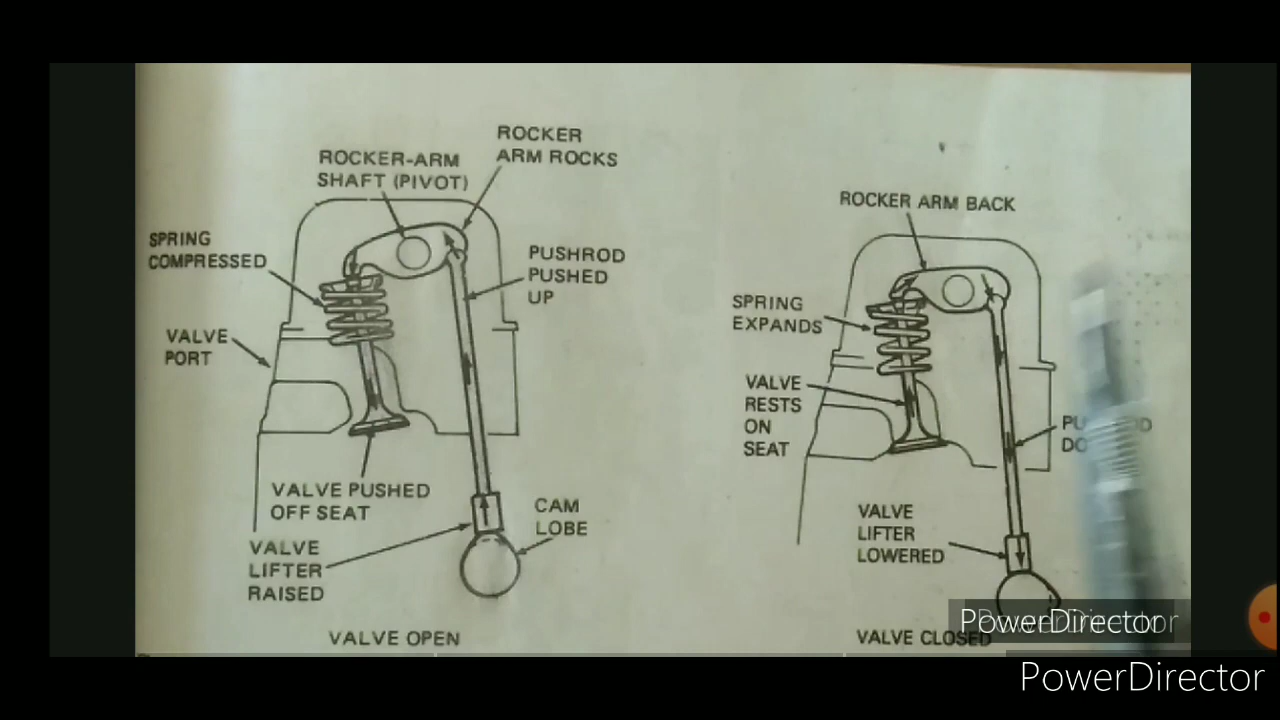 ROCKER
ARM ROCKS
ROCKER-ARM
SHAFT (PIVOT)
SPRING
COMPRESSED
PUSHROD
PUSHED
UP
VALVE
PORT
VALVE PUSHED
OFF SEAT
CAM
LOBE
VALVE
LIFTER
RAISED
VALVE OPEN
ROCKER ARM BACK
SPRING
EXPANDS
VALVE
RESTS
ON
SEAT
VALVE
LIFTER
LOWERED
VALVE CLOSED
PowerDirector
PowerDirector